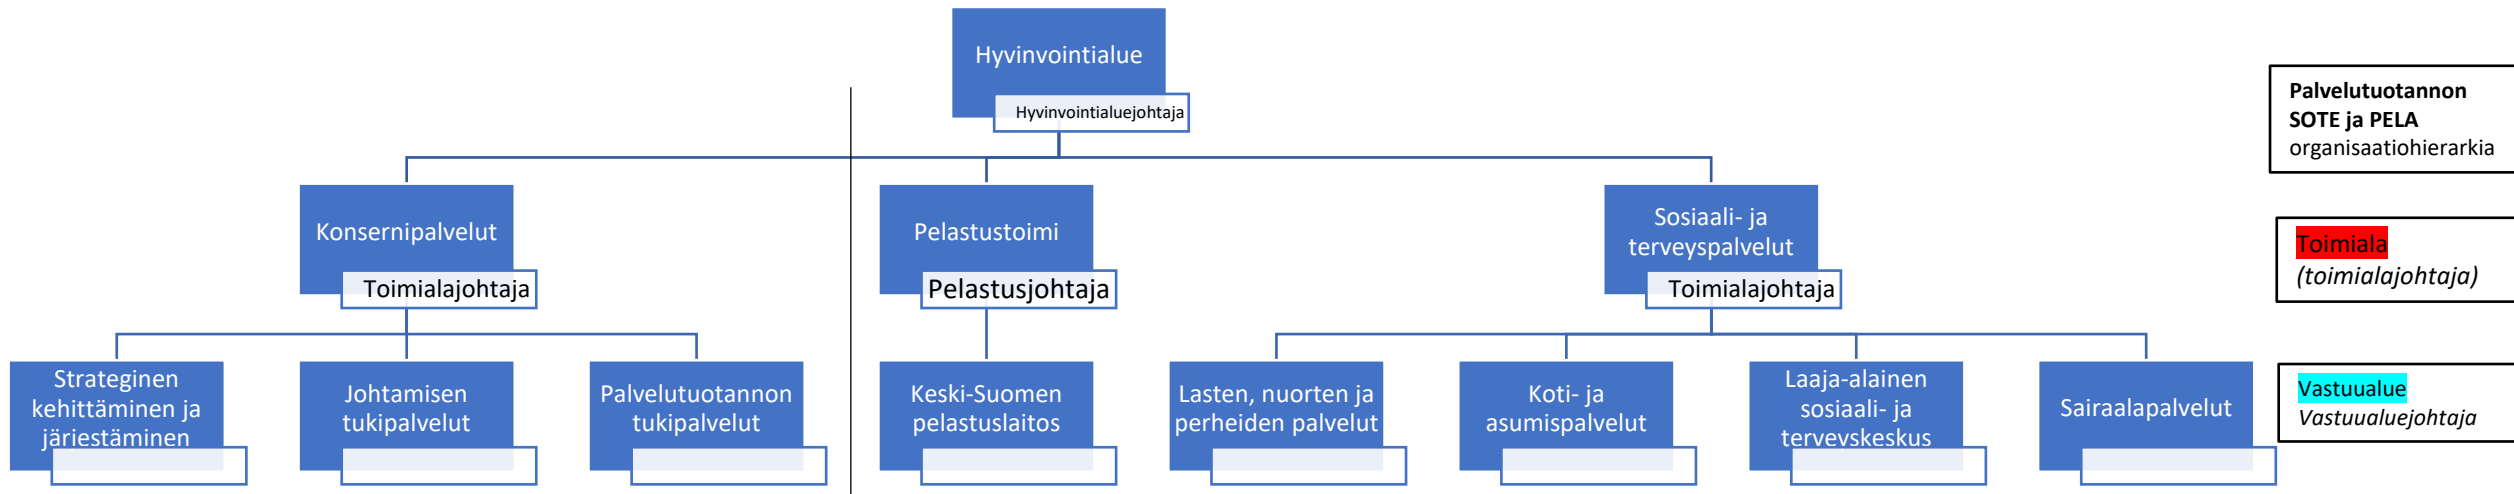 Hyvinvointialue
Hyvinvointialuejohtaja
Palvelutuotannon
SOTE ja PELA
organisaatiohierarkia
Konsernipalvelut
Toimialajohtaja
Pelastustoimi
Pelastusjohtaja
Sosiaali- ja
terveyspalvelut
Toimialajohtaja
Toimiala
(toimialajohtaja)
Strateginen
kehittäminen ja
järjestäminen
Johtamisen
tukipalvelut
Palvelutuotannon
tukipalvelut
Keski-Suomen
pelastuslaitos
Lasten, nuorten ja
perheiden palvelut
Koti- ja
asumispalvelut
Laaja-alainen
sosiaali- ja
terveyskeskus
Sairaalapalvelut
Vastuualue
Vastuualuejohtaja